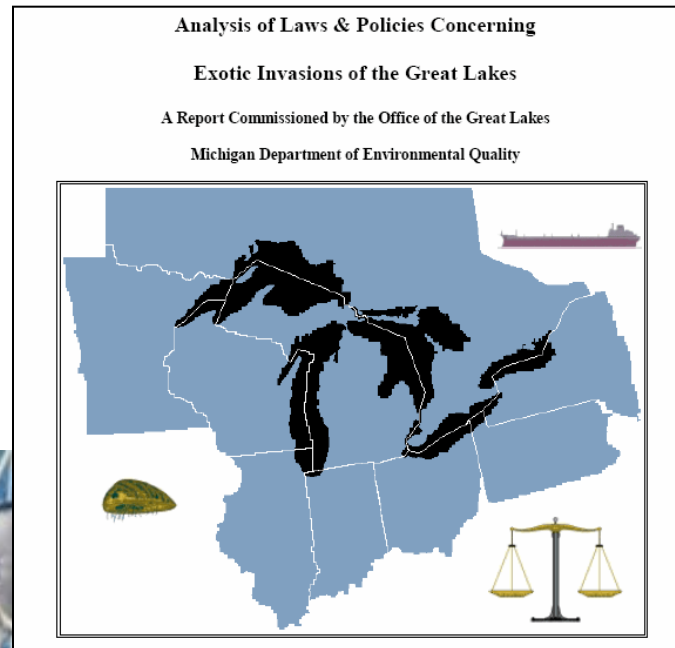 Analysis of Laws & Policies Concerning
Exotic Invasions of the Great Lakes
A Report Commissioned by the Office of the Great Lakes
Michigan Department of Environmental Quality